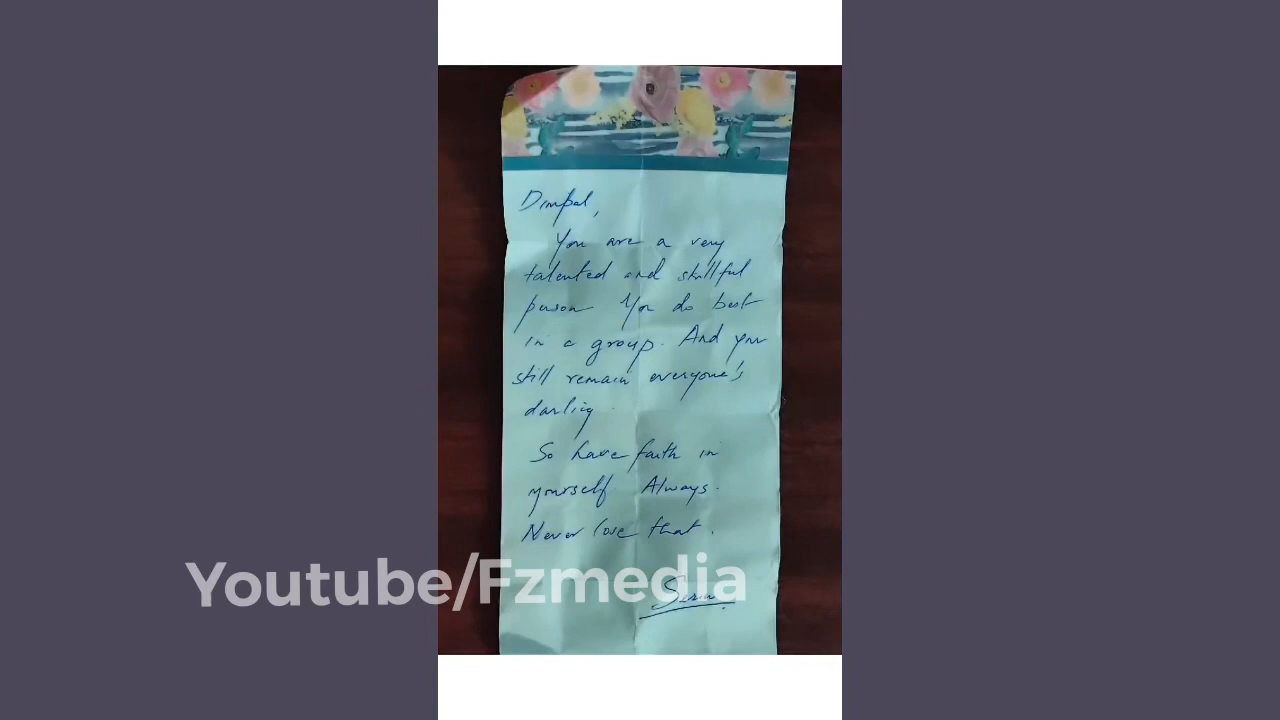 Dimpal,
You are a very
talented and skillful
person You do best
in a group. And you
still remain everyone's
darling.
So have faith in
yourself Always.
Never lose that.
Youtube/Fzmedia